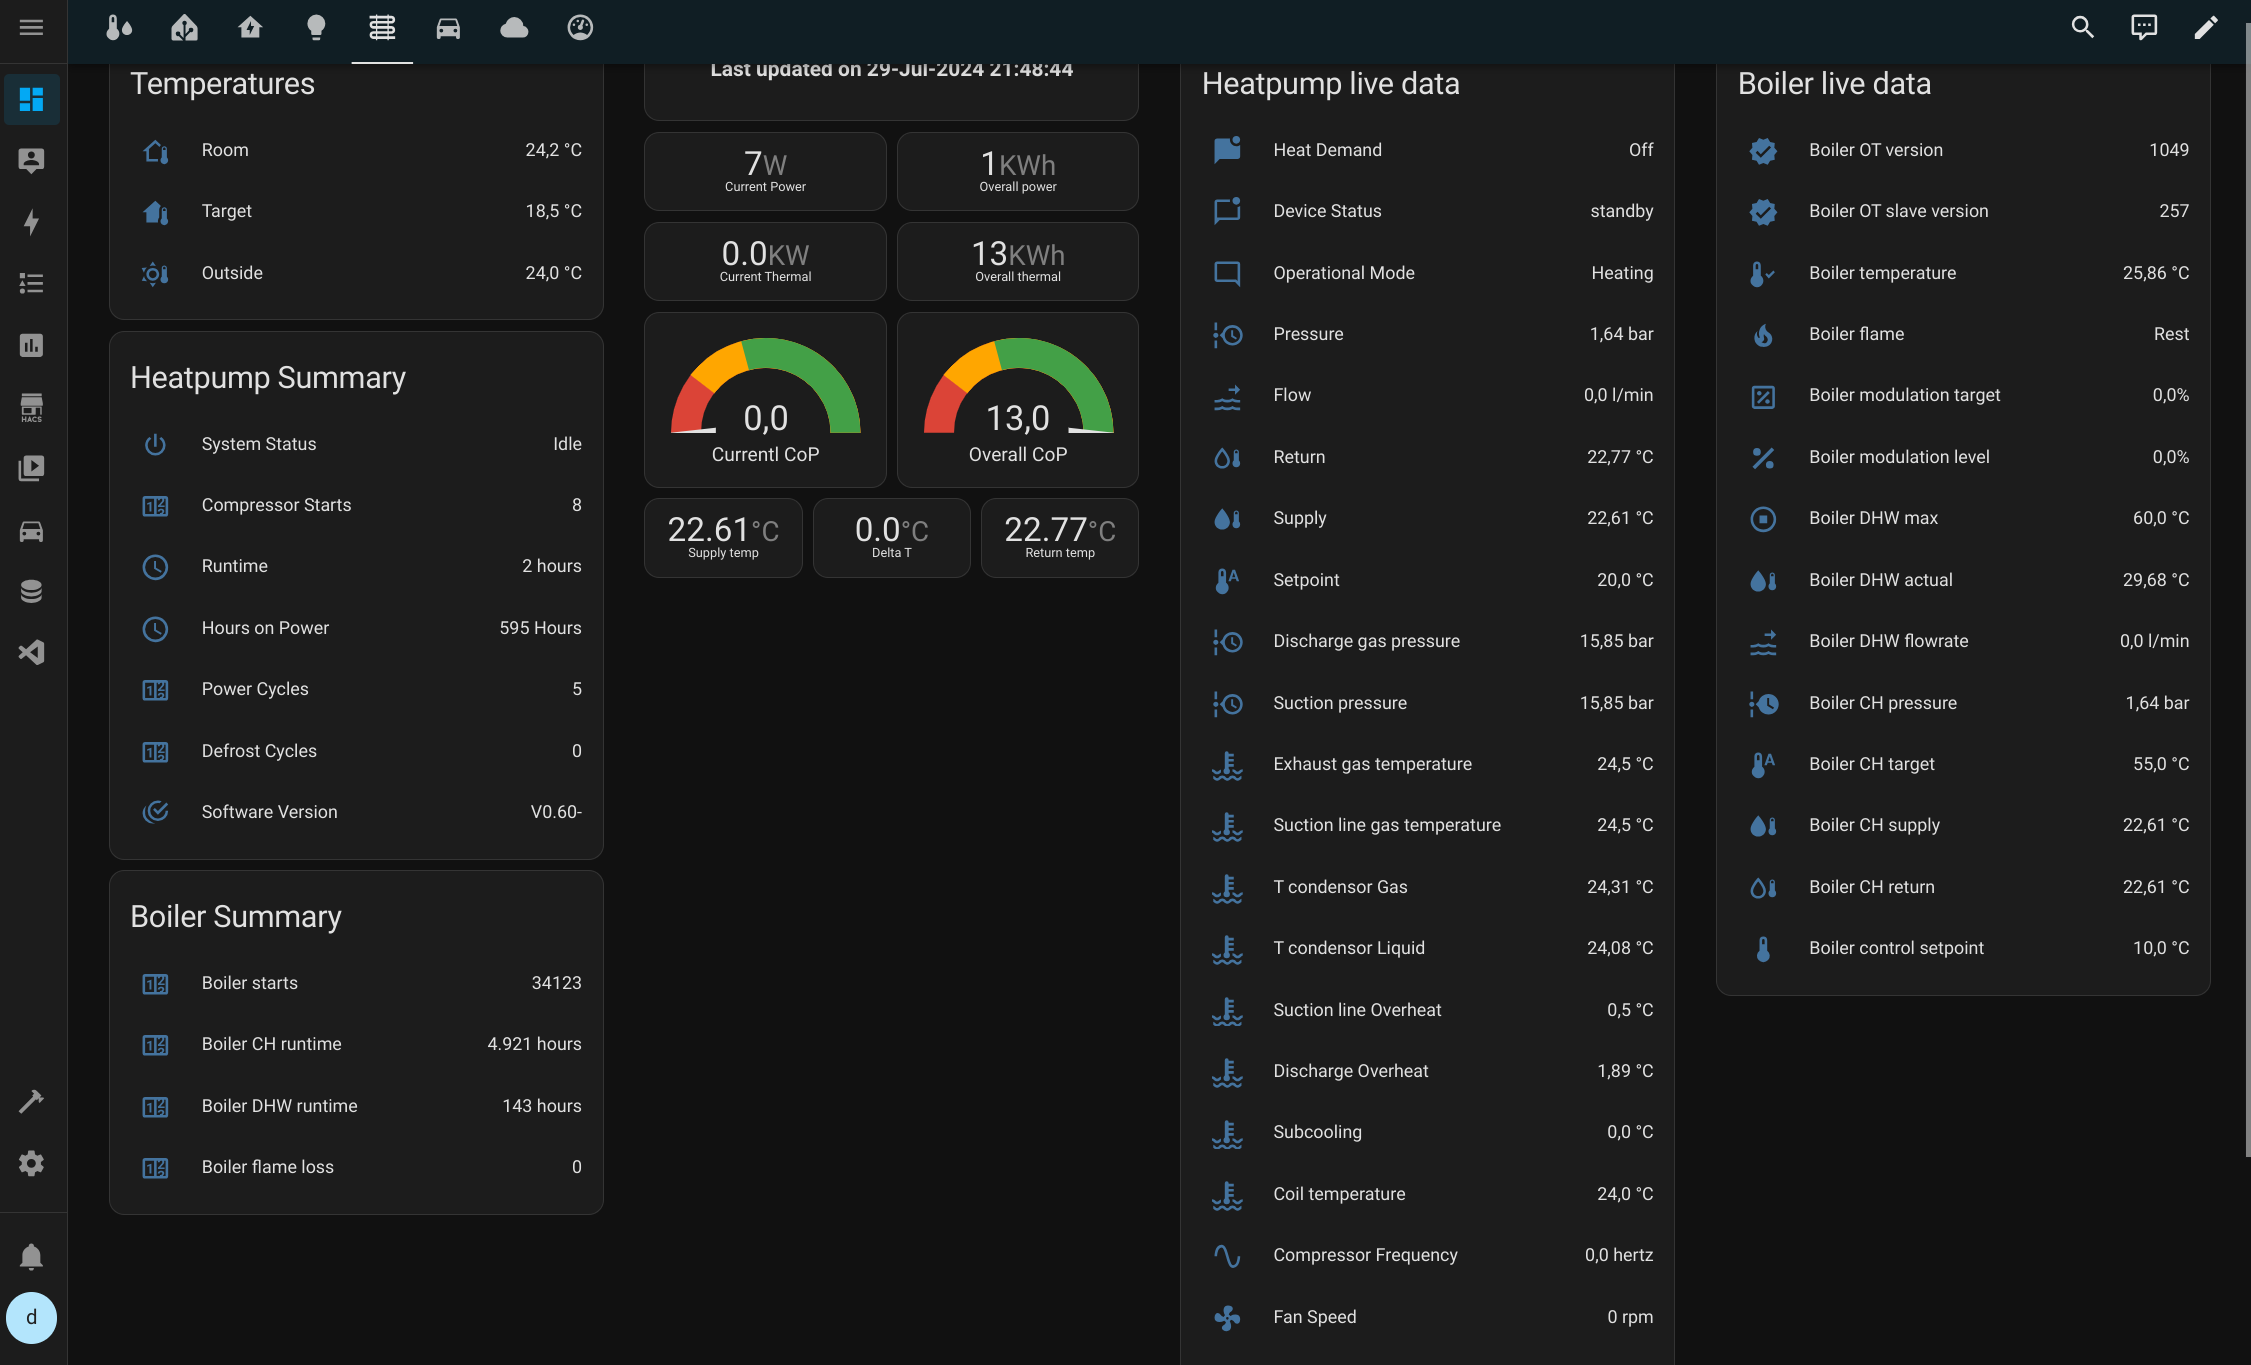 Temperatures
Room 24,2 °C
Target 18,5 °C
Outside 24,0 °C
Heatpump Summary
System Status Idle
Compressor Starts 8
Runtime 2 hours
Hours on Power 595 Hours
Power Cycles 5
Defrost Cycles 0
Software Version V0.60-
Boiler Summary
Boiler starts 34123
Boiler CH runtime 4.921 hours
Boiler DHW runtime 143 hours
Boiler flame loss 0
HACS
d
Last updated on 29-Jul-2024 21:48:44
7W
Current Power
1KWh
Overall power
0.0KW
Current Thermal
13KWh
Overall thermal
0,0
Currentl CoP
13,0
Overall CoP
22.61°C
Supply temp
0.0°C
Delta T
22.77°C
Return temp
Heatpump live data
Heat Demand Off
Device Status standby
Operational Mode Heating
Pressure 1,64 bar
Flow 0,0 l/min
Return 22,77 °C
Supply 22,61 °C
Setpoint 20,0 °C
Discharge gas pressure 15,85 bar
Suction pressure 15,85 bar
Exhaust gas temperature 24,5 °C
Suction line gas temperature 24,5 °C
T condensor Gas 24,31 °C
T condensor Liquid 24,08 °C
Suction line Overheat 0,5 °C
Discharge Overheat 1,89 °C
Subcooling 0,0 °C
Coil temperature 24,0 °C
Compressor Frequency 0,0 hertz
Fan Speed 0 rpm
Boiler live data
Boiler OT version 1049
Boiler OT slave version 257
Boiler temperature 25,86 °C
Boiler flame Rest
Boiler modulation target 0,0%
Boiler modulation level 0,0%
Boiler DHW max 60,0 °C
Boiler DHW actual 29,68 °C
Boiler DHW flowrate 0,0 l/min
Boiler CH pressure 1,64 bar
Boiler CH target 55,0 °C
Boiler CH supply 22,61 °C
Boiler CH return 22,61 °C
Boiler control setpoint 10,0 °C